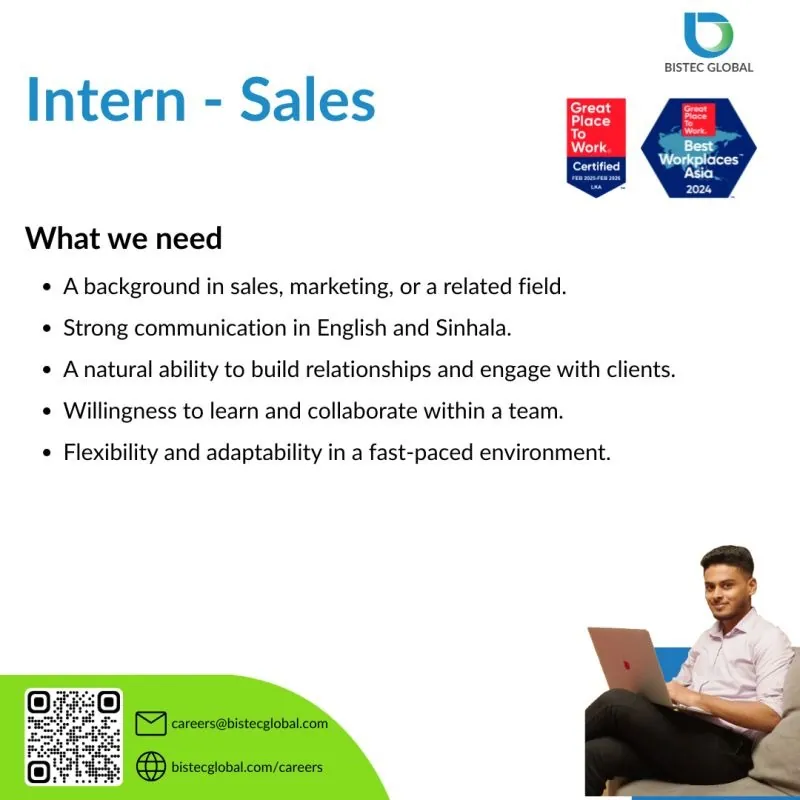 BISTEC GLOBAL
Intern - Sales
Great
Place
To
Work®
Certified
FEB 2025-FEB 2026
LKA
™
Great
Place
To
Work.
Best
Workplaces™
Asia
2024
What we need
• A background in sales, marketing, or a related field.
• Strong communication in English and Sinhala.
• A natural ability to build relationships and engage with clients.
• Willingness to learn and collaborate within a team.
• Flexibility and adaptability in a fast-paced environment.
careers@bistecglobal.com
bistecglobal.com/careers